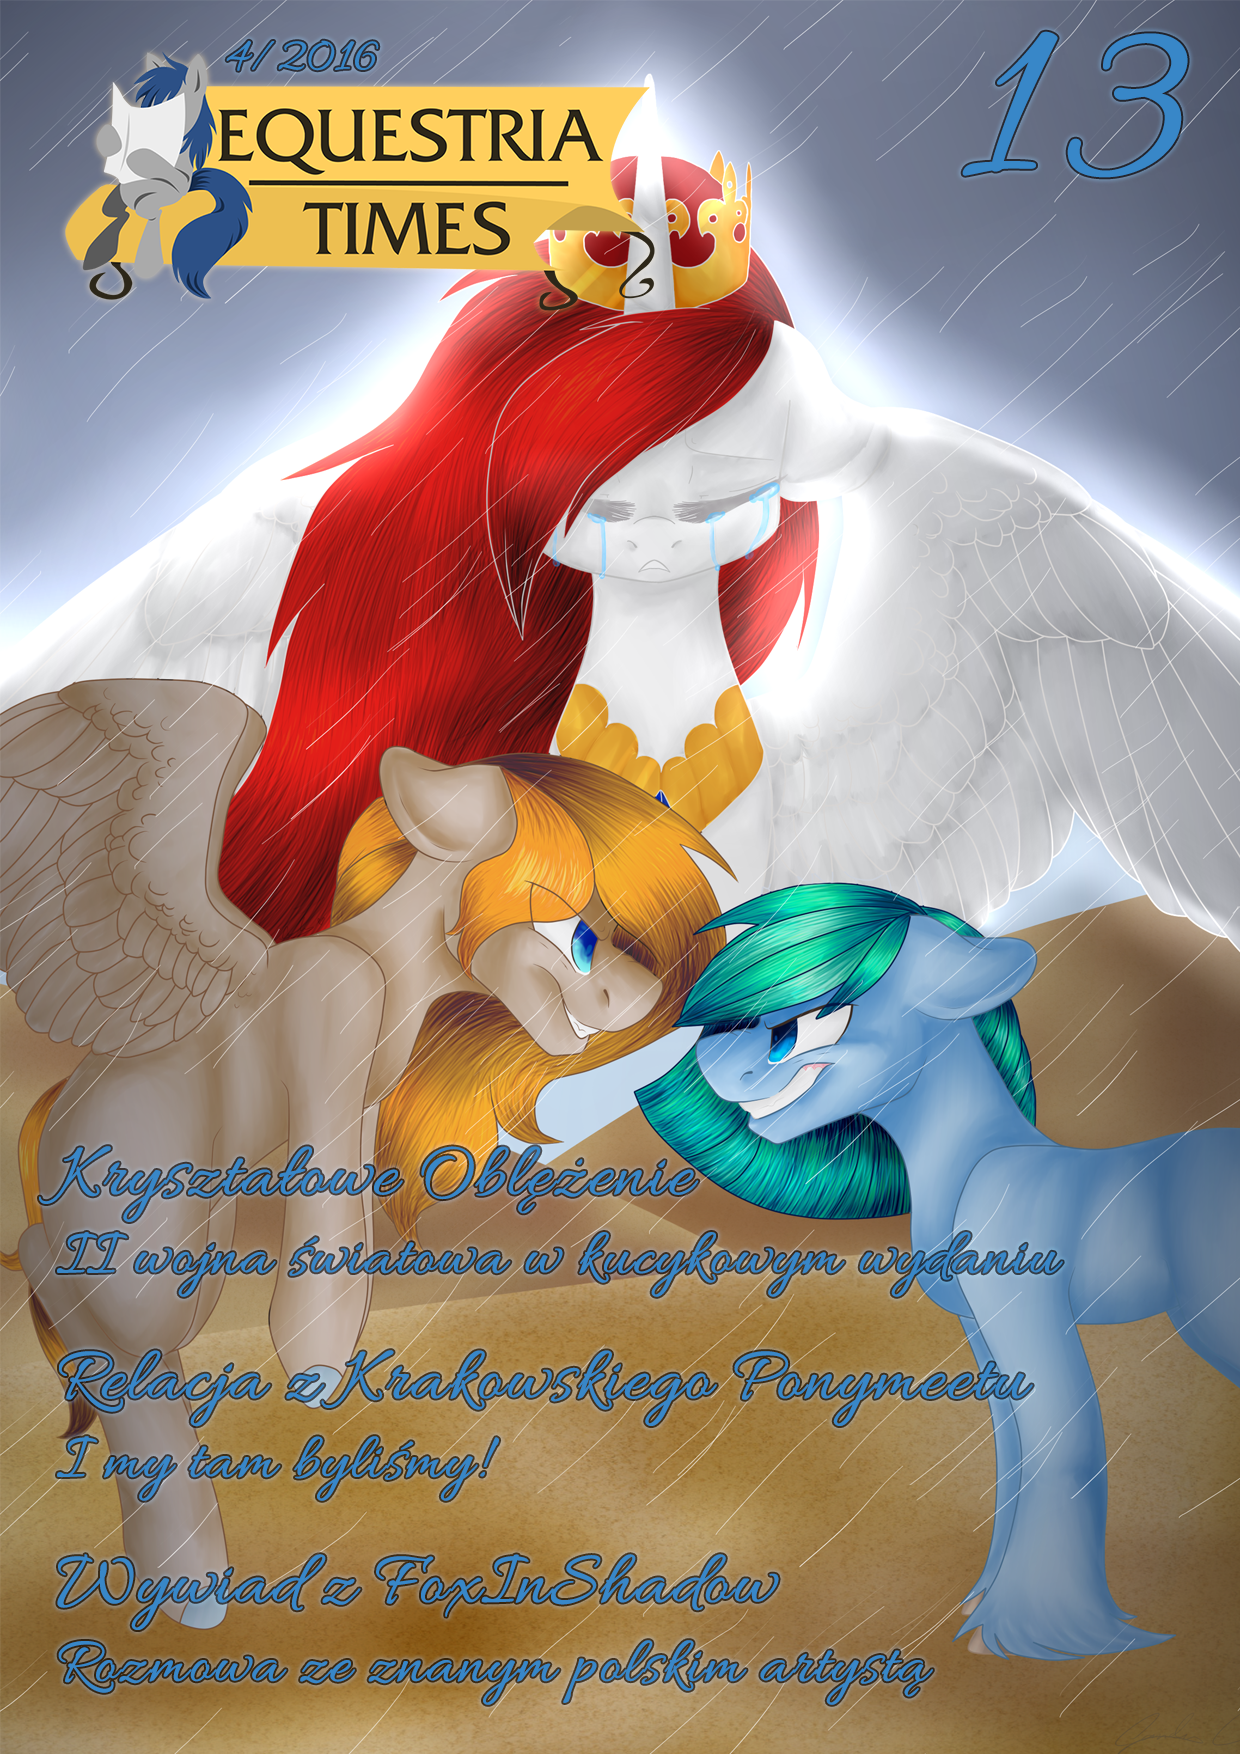 4/2016
13
EQUESTRIA
TIMES
Kryształowe Oblężenie
II wojna światowa w kucykowym wydaniu
Relacja z Krakowskiego Ponymeetu
I my tam byliśmy!
Wywiad z FoxInShadow
Rozmowa ze znanym polskim artystą